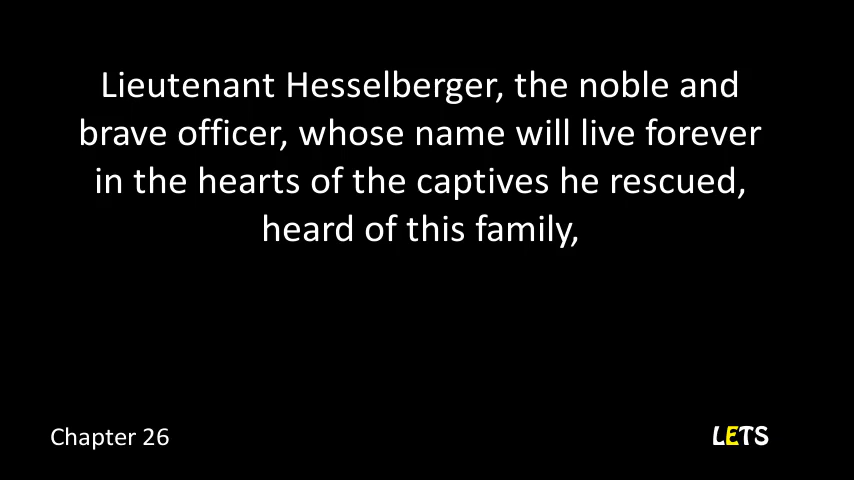 Lieutenant Hesselberger, the noble and
brave officer, whose name will live forever
in the hearts of the captives he rescued,
heard of this family,
Chapter 26
LETS